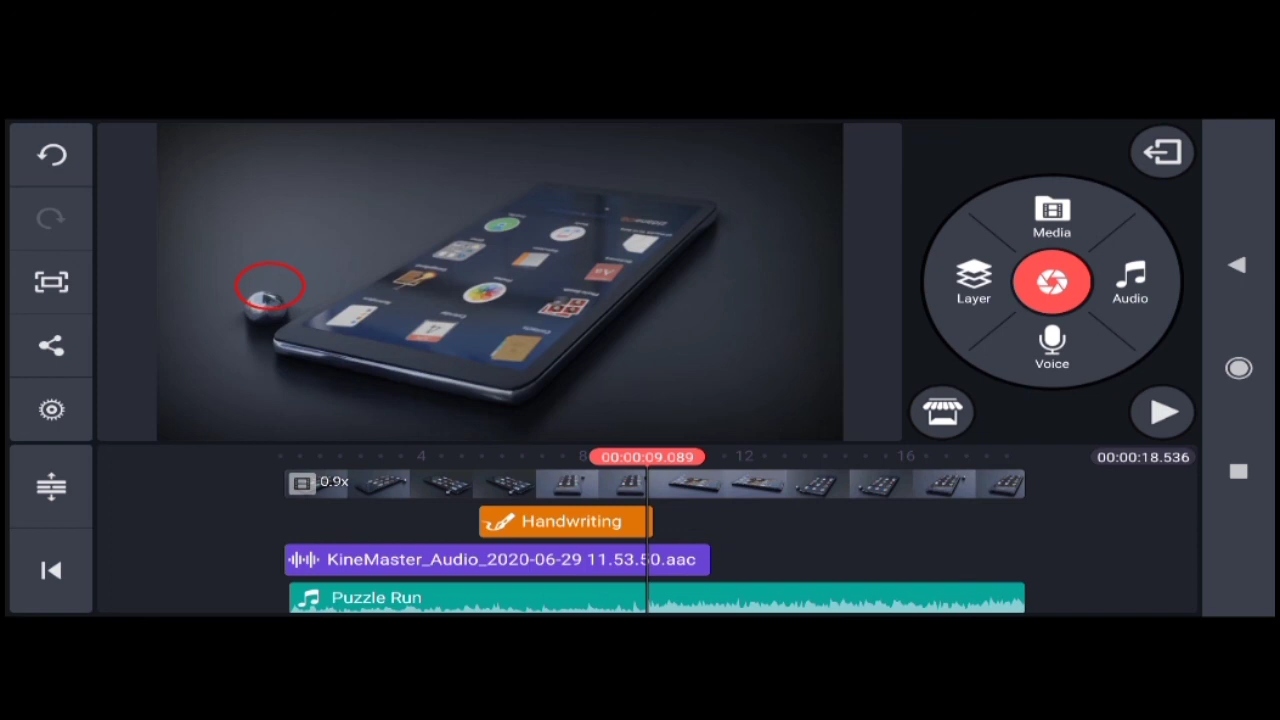 Media
Layer
Audio
Voice
4
8
00:00:09.089
12
16
00:00:18.536
0.9x
Handwriting
KineMaster_Audio_2020-06-29 11.53.50.aac
Puzzle Run